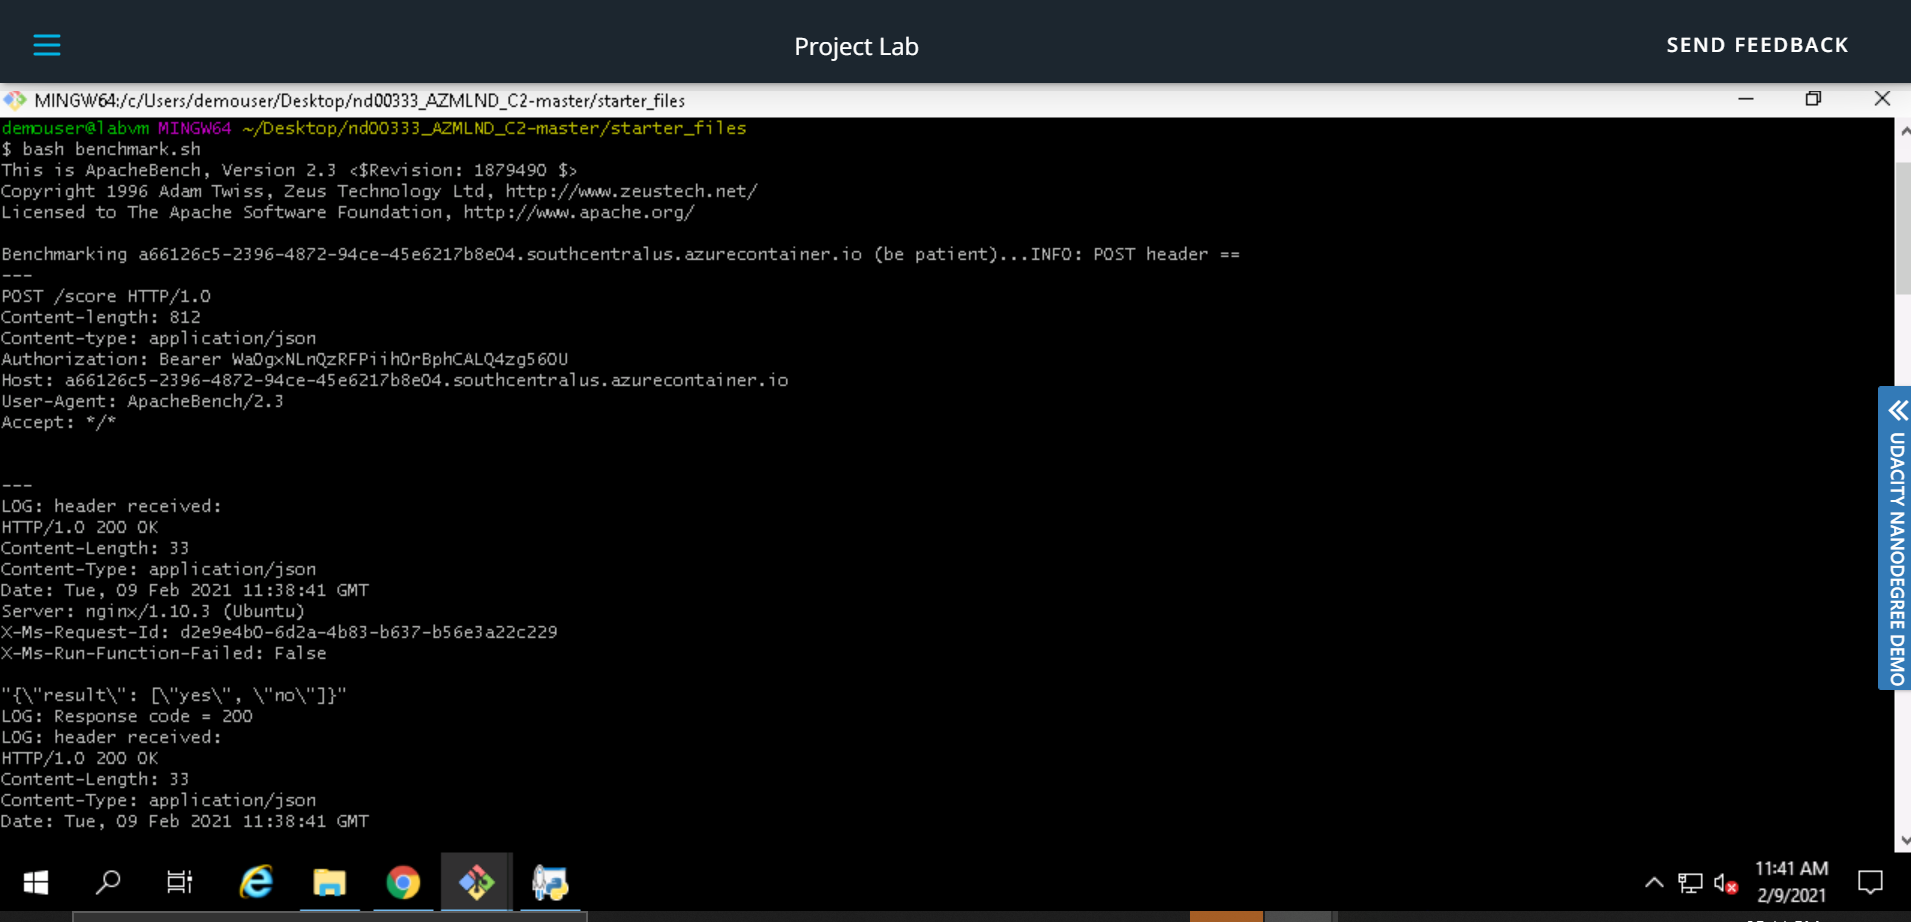 Project Lab
SEND FEEDBACK
MINGW64:/c/Users/demouser/Desktop/nd00333_AZMLND_C2-master/starter_files
demouser@labvm MINGW64 ~/Desktop/nd00333_AZMLND_C2-master/starter_files
$ bash benchmark.sh
This is ApacheBench, Version 2.3 <$Revision: 1879490 $>
Copyright 1996 Adam Twiss, Zeus Technology Ltd, http://www.zeustech.net/
Licensed to The Apache Software Foundation, http://www.apache.org/
Benchmarking a66126c5-2396-4872-94ce-45e6217b8e04.southcentralus.azurecontainer.io (be patient)...INFO: POST header ==
---
POST /score HTTP/1.0
Content-length: 812
Content-type: application/json
Authorization: Bearer WaOgxNLnQzRFPiihOrBphCALQ4zg56OU
Host: a66126c5-2396-4872-94ce-45e6217b8e04.southcentralus.azurecontainer.io
User-Agent: ApacheBench/2.3
Accept: */*
---
LOG: header received:
HTTP/1.0 200 OK
Content-Length: 33
Content-Type: application/json
Date: Tue, 09 Feb 2021 11:38:41 GMT
Server: nginx/1.10.3 (Ubuntu)
X-Ms-Request-Id: d2e9e4b0-6d2a-4b83-b637-b56e3a22c229
X-Ms-Run-Function-Failed: False
"{\"result\": [\"yes\", \"no\"]}"
LOG: Response code = 200
LOG: header received:
HTTP/1.0 200 OK
Content-Length: 33
Content-Type: application/json
Date: Tue, 09 Feb 2021 11:38:41 GMT
UDACITY NANODEGREE DEMO
11:41 AM
2/9/2021